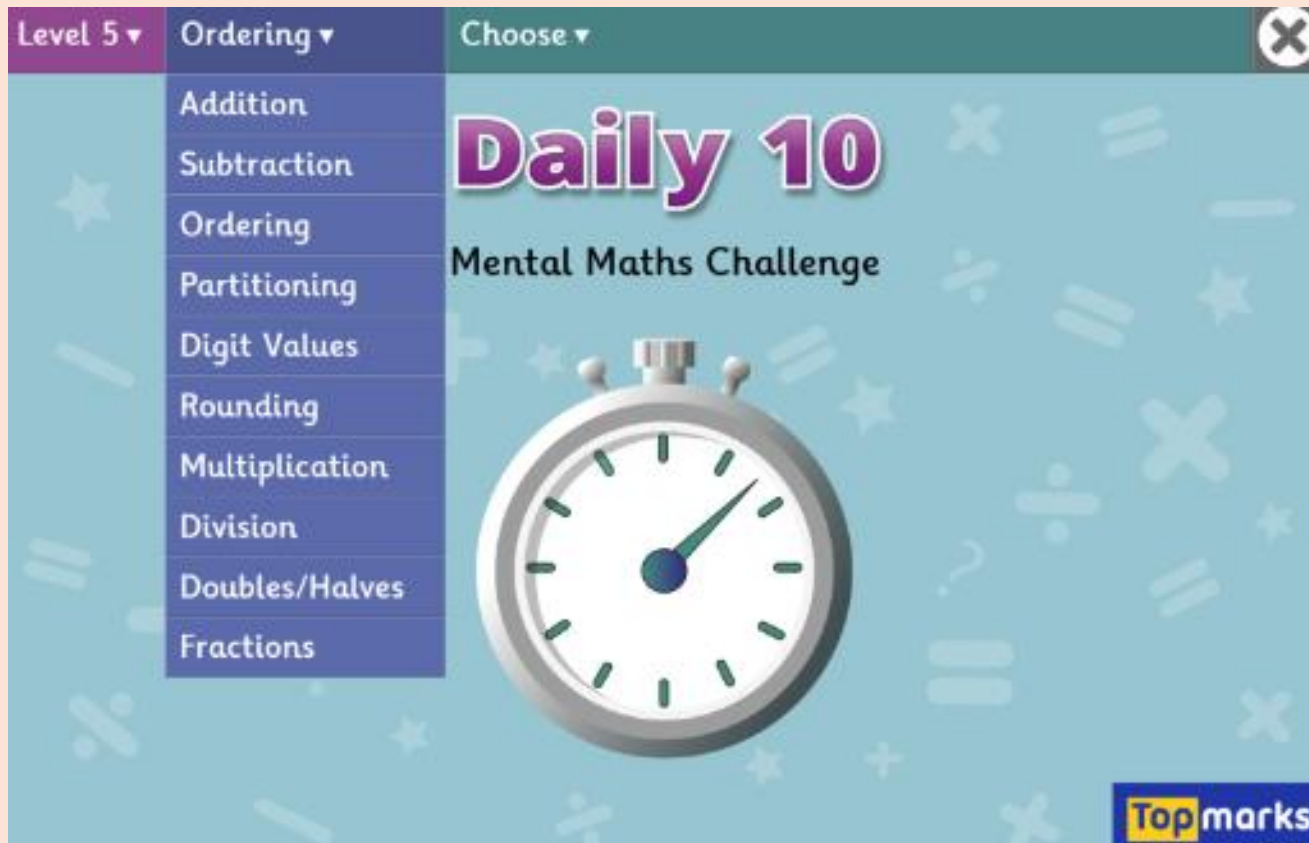 Level 5 ▾ Ordering ▾ Choose ▾
Addition
Subtraction
Ordering
Partitioning
Digit Values
Rounding
Multiplication
Division
Doubles/Halves
Fractions
Daily 10
Mental Maths Challenge
Topmarks